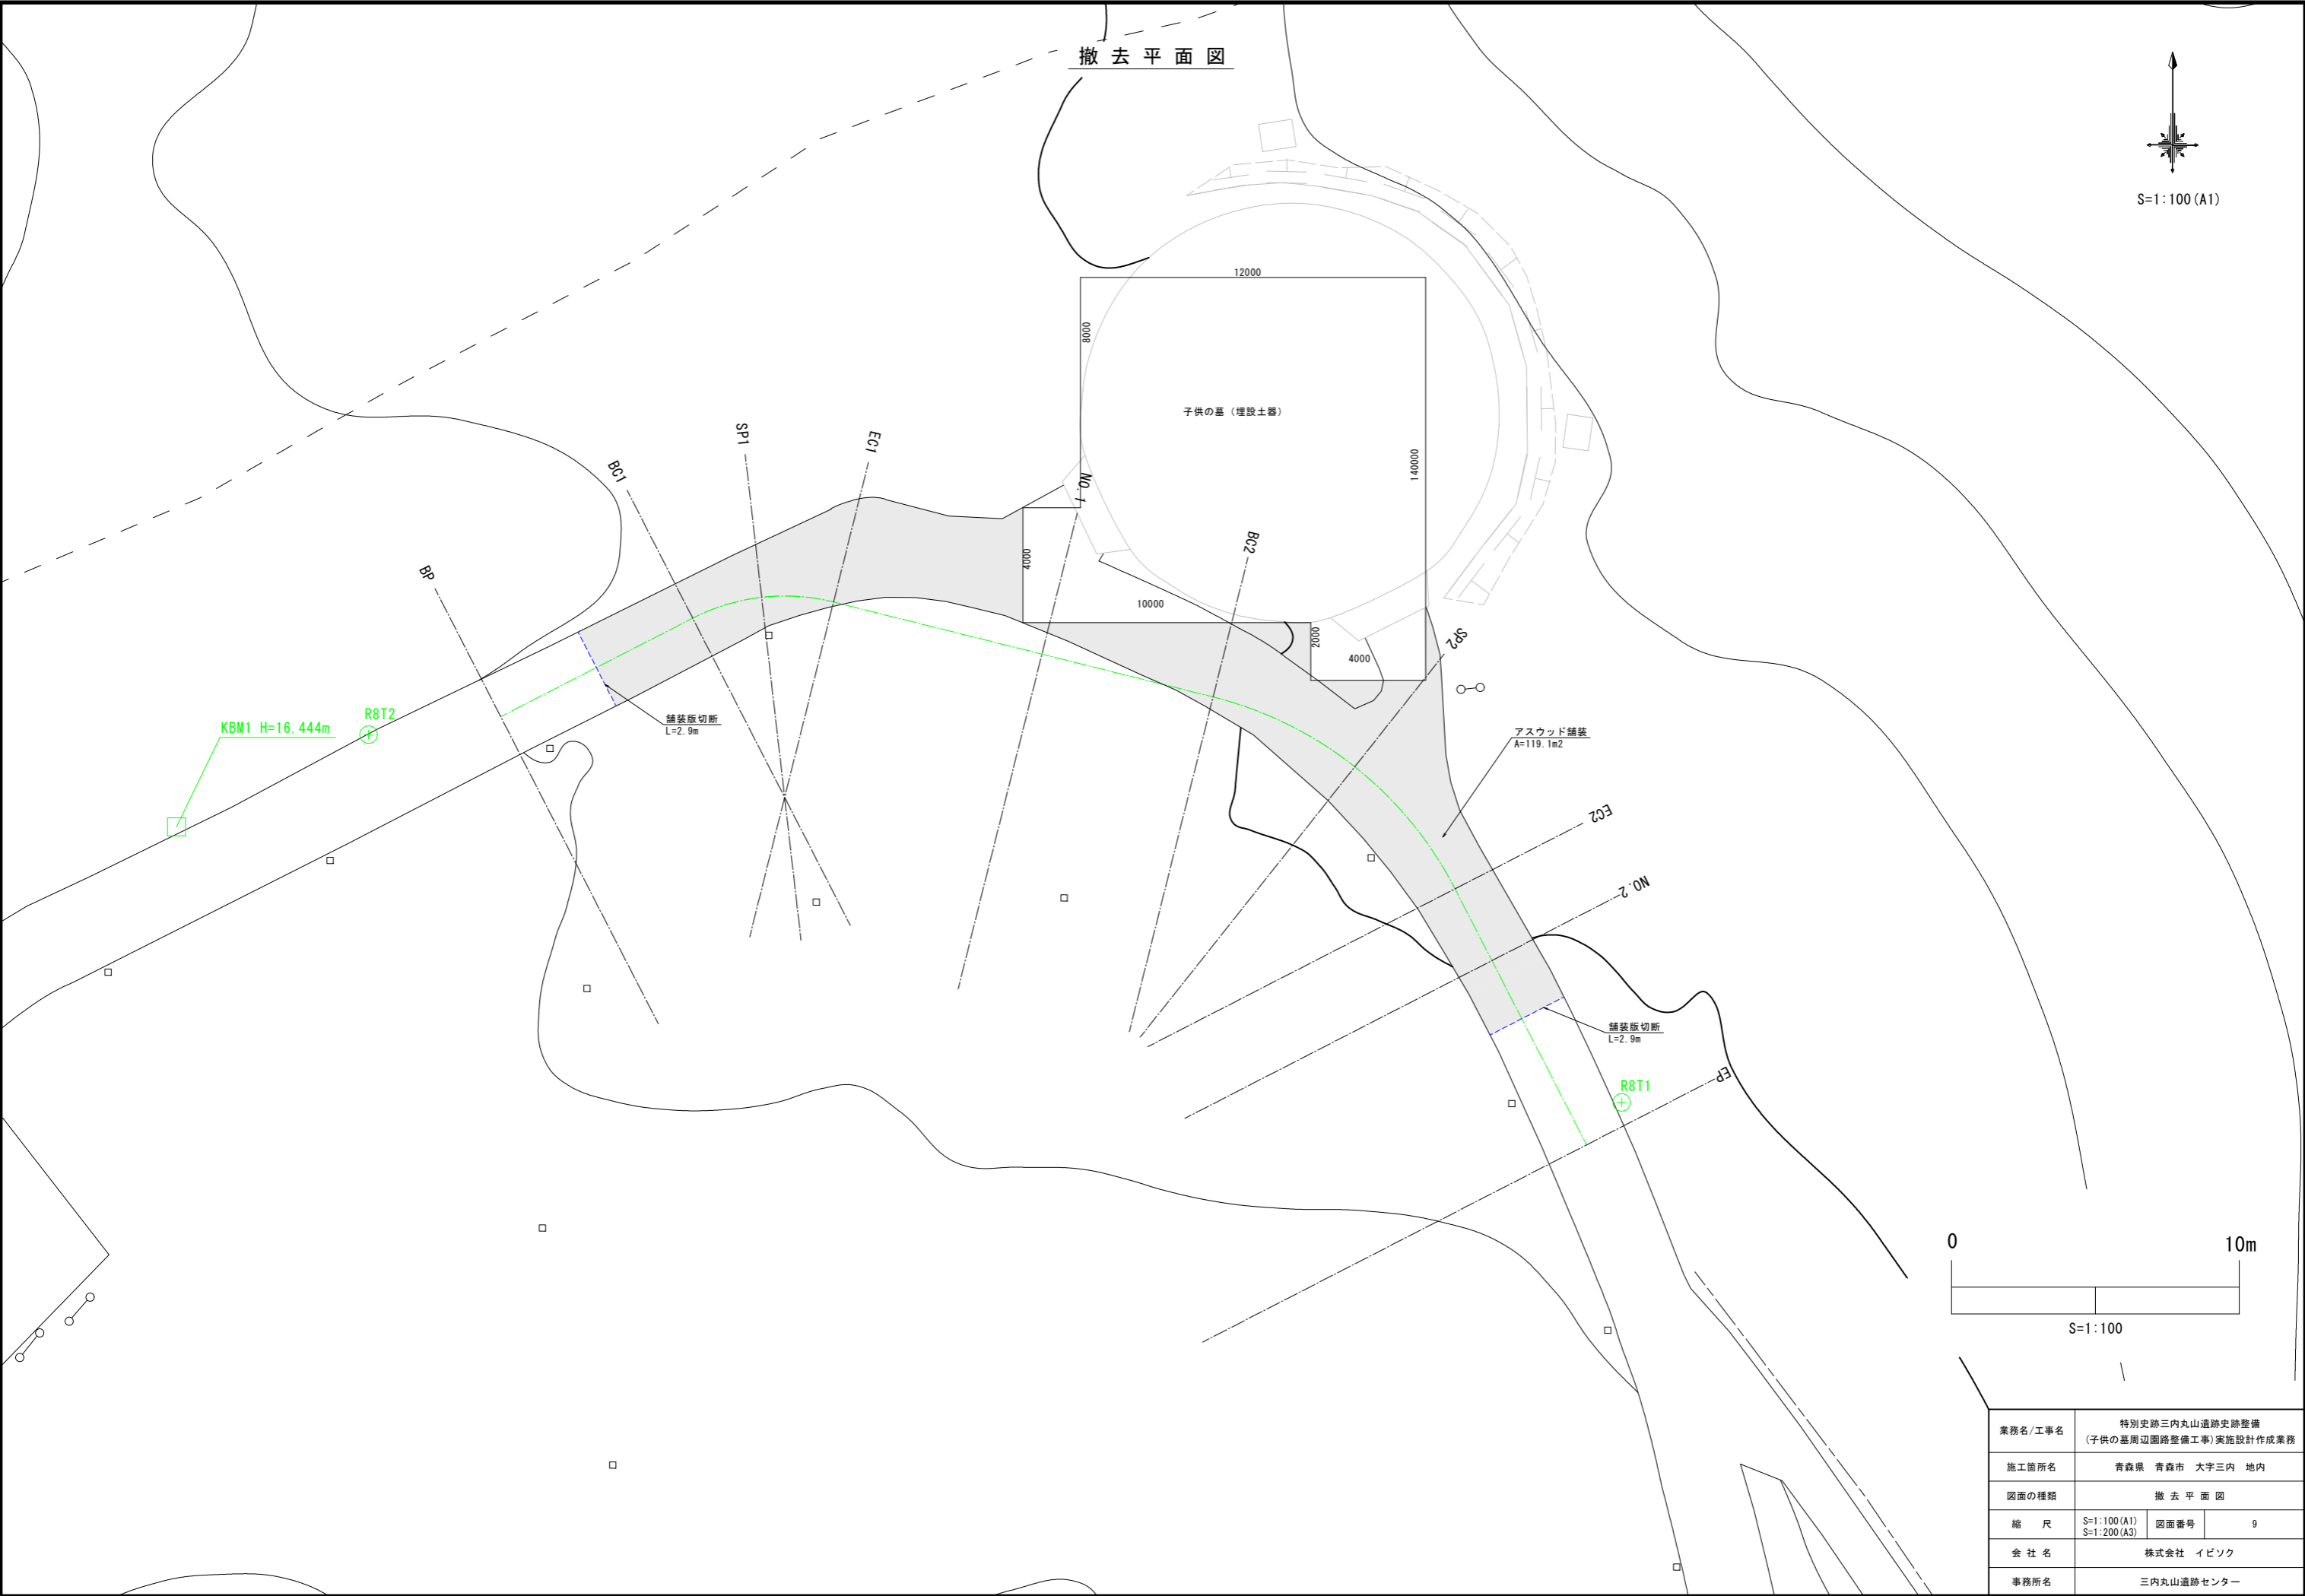 撤去平面図
S=1:100(A1)
12000
8000
子供の墓（埋設土器）
140000
SP1
EC1
BC1
NO.1
BC2
BP
4000
10000
2000
4000
SP2
R8T2
KBM1 H=16.444m
舗装版切断
L=2.9m
アスウッド舗装
A=119.1m2
EC2
NO.2
舗装版切断
L=2.9m
EP
R8T1
0
10m
S=1:100
業務名/工事名
特別史跡三内丸山遺跡史跡整備
(子供の墓周辺園路整備工事)実施設計作成業務
施工箇所名
青森県 青森市 大字三内 地内
図面の種類
撤去平面図
縮 尺
S=1:100(A1)
S=1:200(A3)
図面番号
9
会社名
株式会社 イビソク
事務所名
三内丸山遺跡センター